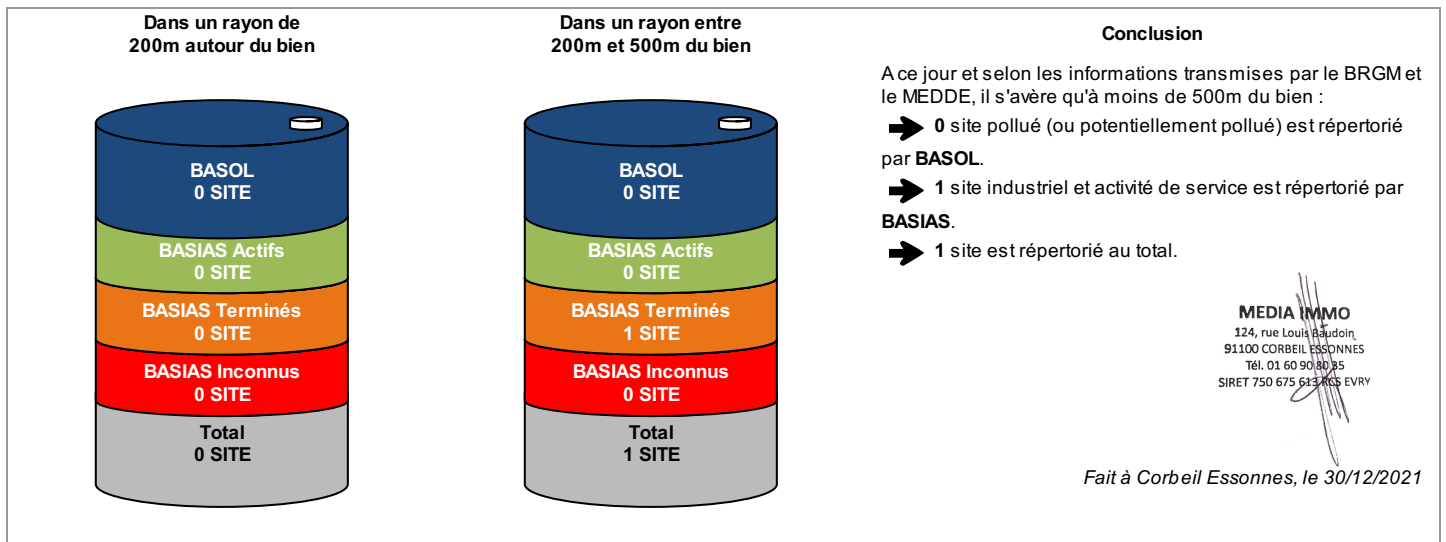 Dans un rayon de
200m autour du bien
BASOL
0 SITE
BASIAS Actifs
0 SITE
BASIAS Terminés
0 SITE
BASIAS Inconnus
0 SITE
Total
0 SITE
Dans un rayon entre
200m et 500m du bien
BASOL
0 SITE
BASIAS Actifs
0 SITE
BASIAS Terminés
1 SITE
BASIAS Inconnus
0 SITE
Total
1 SITE
Conclusion
A ce jour et selon les informations transmises par le BRGM et
le MEDDE, il s'avère qu'à moins de 500m du bien :
0 site pollué (ou potentiellement pollué) est répertorié
par BASOL.
1 site industriel et activité de service est répertorié par
BASIAS.
1 site est répertorié au total.
MEDIA IMMO
124, rue Louis Baudoin
91100 CORBEIL ESSONNES
Tél. 01 60 90 80 85
SIRET 750 675 613 RCS EVRY
Fait à Corbeil Essonnes, le 30/12/2021